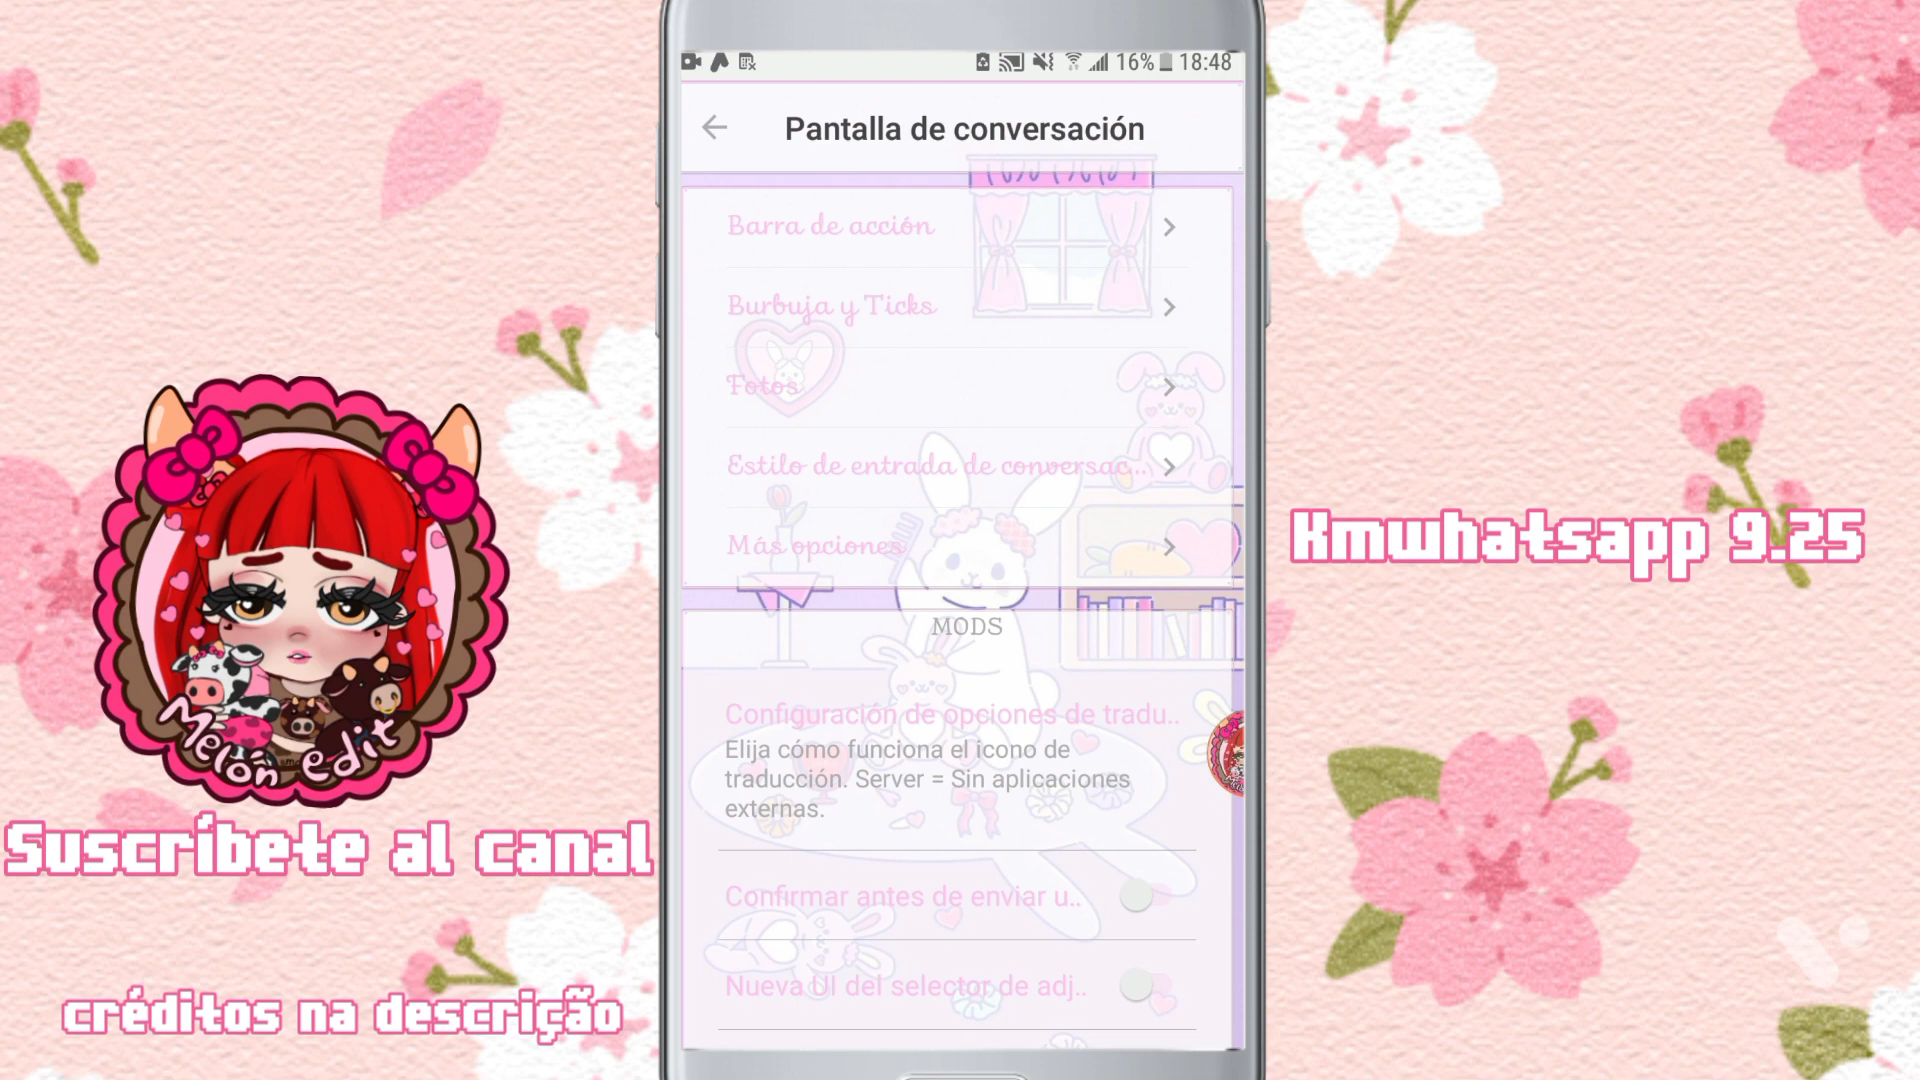 16% 18:48
Pantalla de conversación
Barra de acción
Burbuja y Ticks
Fotos
Estilo de entrada de conversac...
Más opciones
MODS
Configuración de opciones de tradu..
Elija cómo funciona el icono de
traducción. Server = Sin aplicaciones
externas.
Confirmar antes de enviar u..
Nueva UI del selector de adj..
Melón edit
Suscríbete al canal
créditos na descrição
Kmwhatsapp 9.25